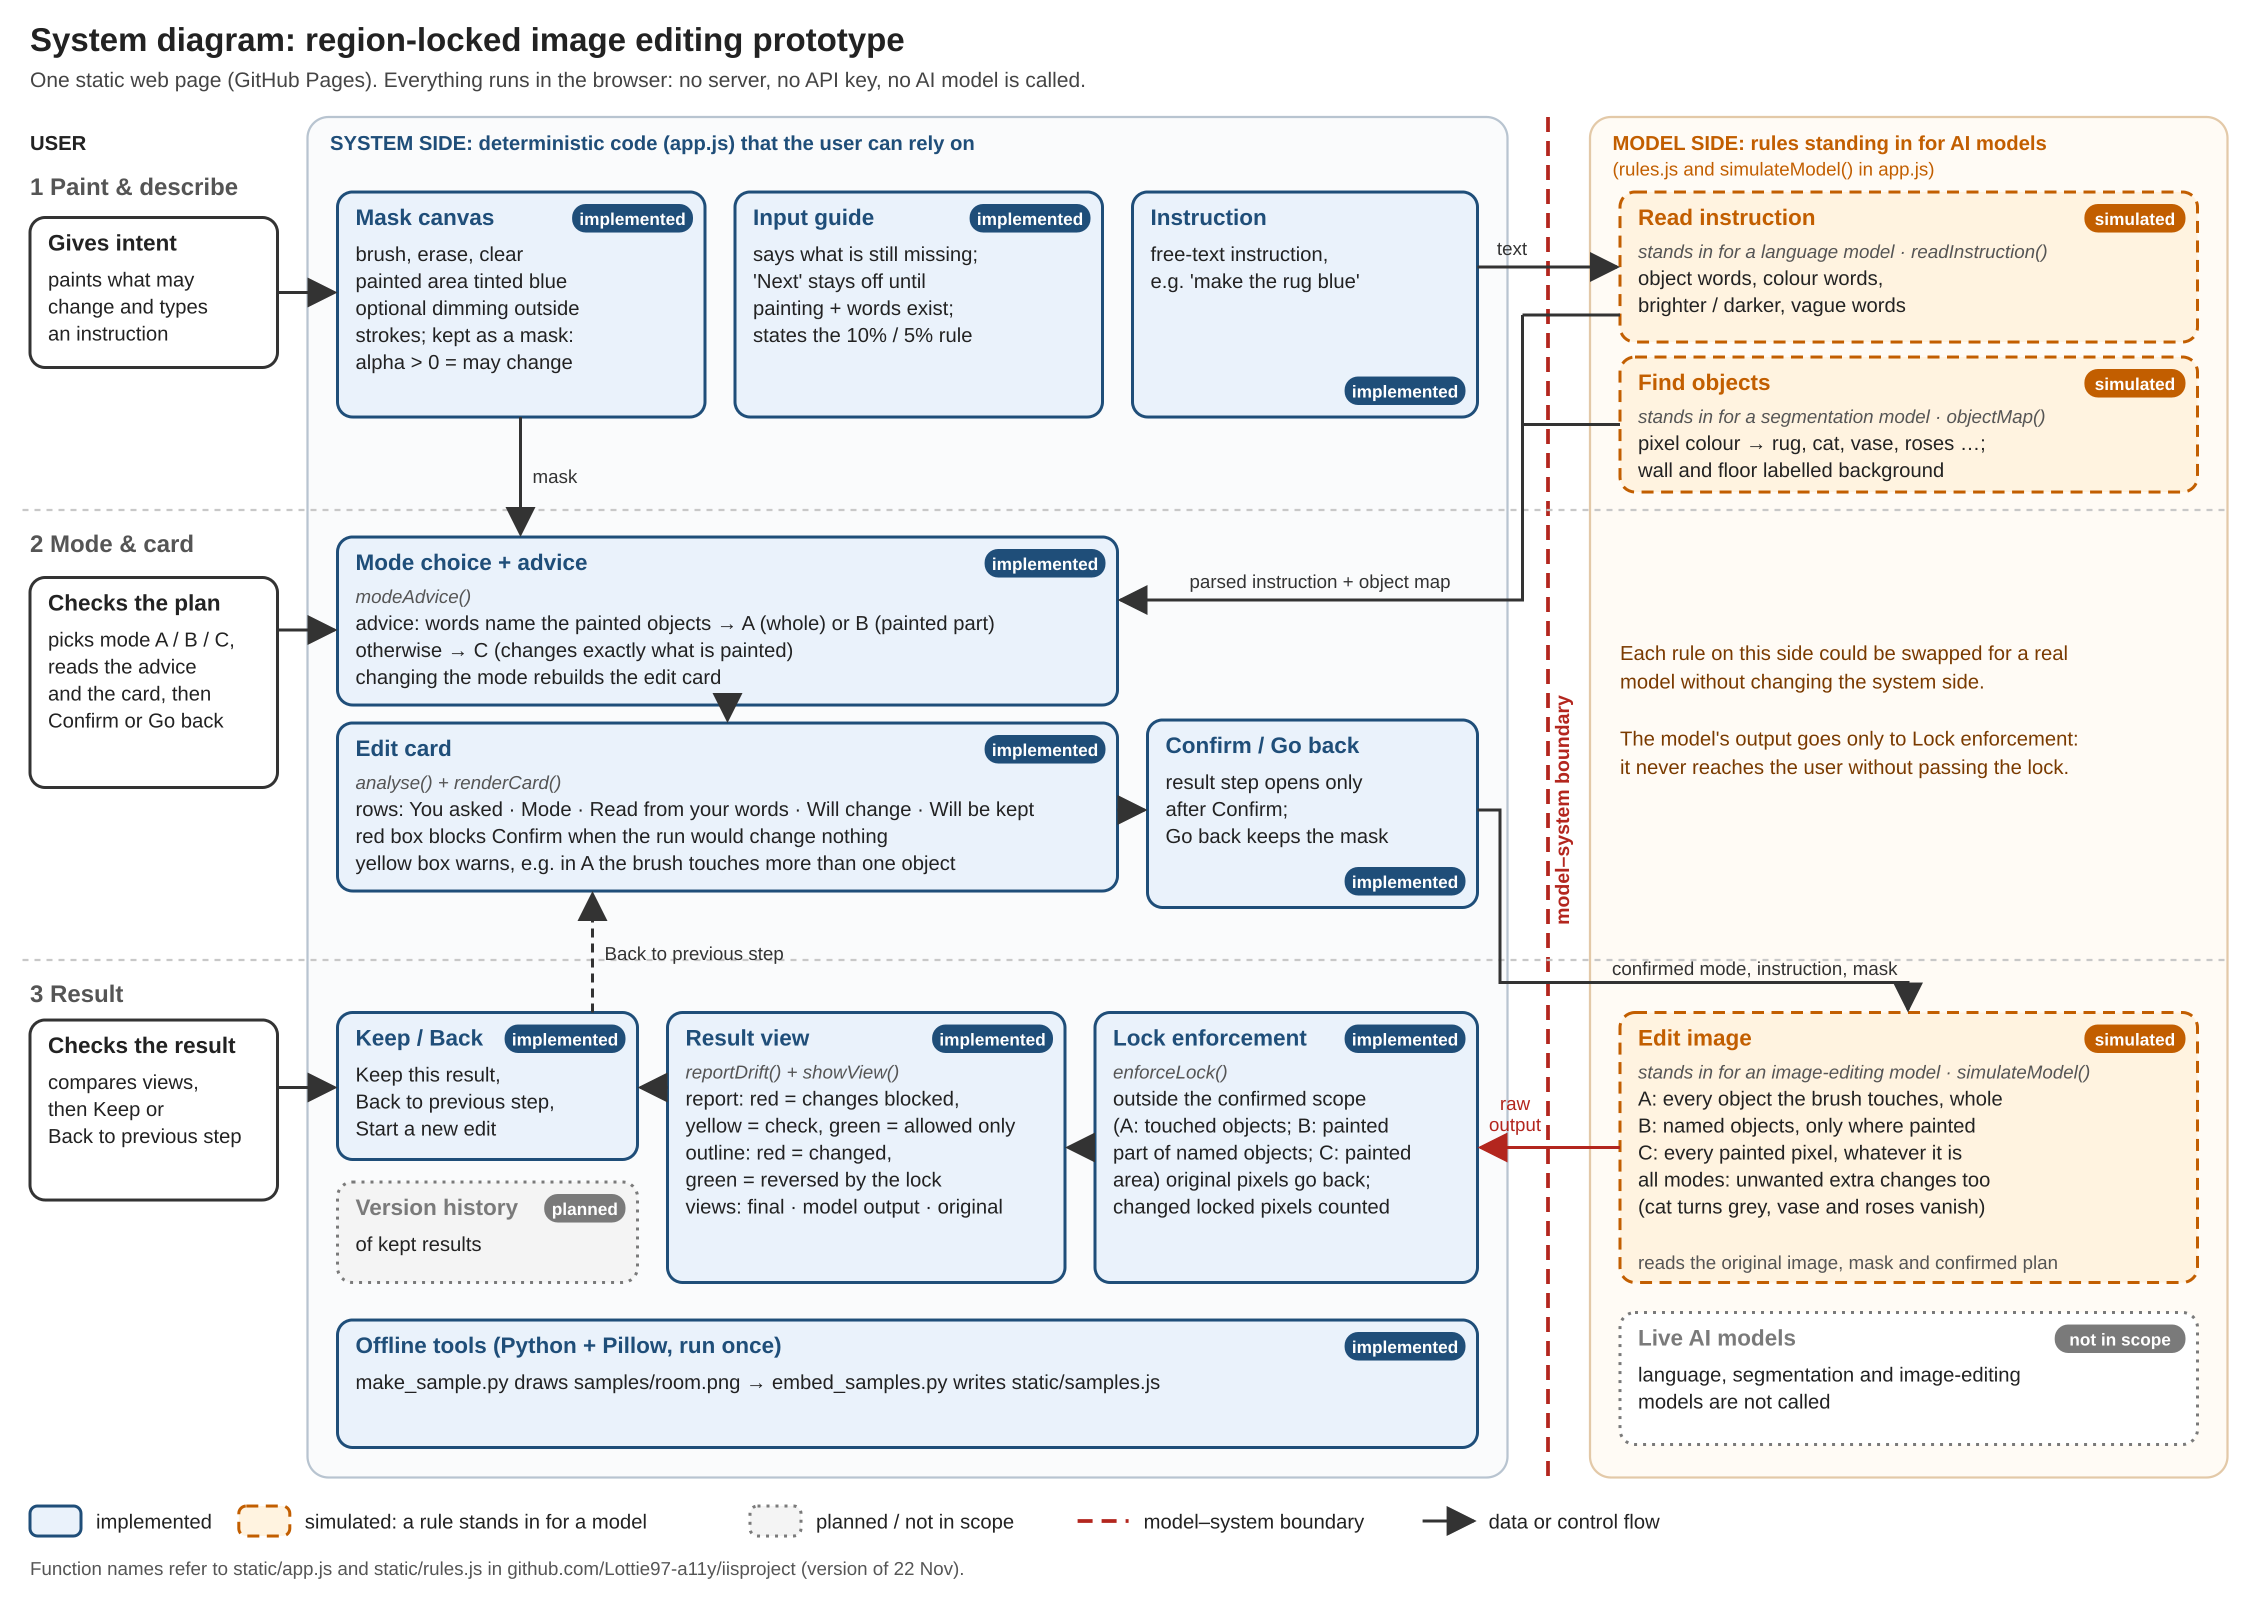 System diagram: region-locked image editing prototype
One static web page (GitHub Pages). Everything runs in the browser: no server, no API key, no AI model is called.
USER
SYSTEM SIDE: deterministic code (app.js) that the user can rely on
MODEL SIDE: rules standing in for AI models
(rules.js and simulateModel() in app.js)
1 Paint & describe
Gives intent
paints what may
change and types
an instruction
Mask canvas
implemented
brush, erase, clear
painted area tinted blue
optional dimming outside
strokes; kept as a mask:
alpha > 0 = may change
Input guide
implemented
says what is still missing;
'Next' stays off until
painting + words exist;
states the 10% / 5% rule
Instruction
free-text instruction,
e.g. 'make the rug blue'
implemented
text
Read instruction
simulated
stands in for a language model · readInstruction()
object words, colour words,
brighter / darker, vague words
Find objects
simulated
stands in for a segmentation model · objectMap()
pixel colour → rug, cat, vase, roses …;
wall and floor labelled background
mask
2 Mode & card
Checks the plan
picks mode A / B / C,
reads the advice
and the card, then
Confirm or Go back
Mode choice + advice
implemented
modeAdvice()
advice: words name the painted objects → A (whole) or B (painted part)
otherwise → C (changes exactly what is painted)
changing the mode rebuilds the edit card
parsed instruction + object map
Edit card
implemented
analyse() + renderCard()
rows: You asked · Mode · Read from your words · Will change · Will be kept
red box blocks Confirm when the run would change nothing
yellow box warns, e.g. in A the brush touches more than one object
Confirm / Go back
result step opens only
after Confirm;
Go back keeps the mask
implemented
model–system boundary
Each rule on this side could be swapped for a real
model without changing the system side.
The model's output goes only to Lock enforcement:
it never reaches the user without passing the lock.
Back to previous step
confirmed mode, instruction, mask
3 Result
Checks the result
compares views,
then Keep or
Back to previous step
Keep / Back
implemented
Keep this result,
Back to previous step,
Start a new edit
Version history
planned
of kept results
Result view
implemented
reportDrift() + showView()
report: red = changes blocked,
yellow = check, green = allowed only
outline: red = changed,
green = reversed by the lock
views: final · model output · original
Lock enforcement
implemented
enforceLock()
outside the confirmed scope
(A: touched objects; B: painted
part of named objects; C: painted
area) original pixels go back;
changed locked pixels counted
raw
output
Edit image
simulated
stands in for an image-editing model · simulateModel()
A: every object the brush touches, whole
B: named objects, only where painted
C: every painted pixel, whatever it is
all modes: unwanted extra changes too
(cat turns grey, vase and roses vanish)
reads the original image, mask and confirmed plan
Offline tools (Python + Pillow, run once)
implemented
make_sample.py draws samples/room.png → embed_samples.py writes static/samples.js
Live AI models
not in scope
language, segmentation and image-editing
models are not called
implemented
simulated: a rule stands in for a model
planned / not in scope
model–system boundary
data or control flow
Function names refer to static/app.js and static/rules.js in github.com/Lottie97-a11y/iisproject (version of 22 Nov).